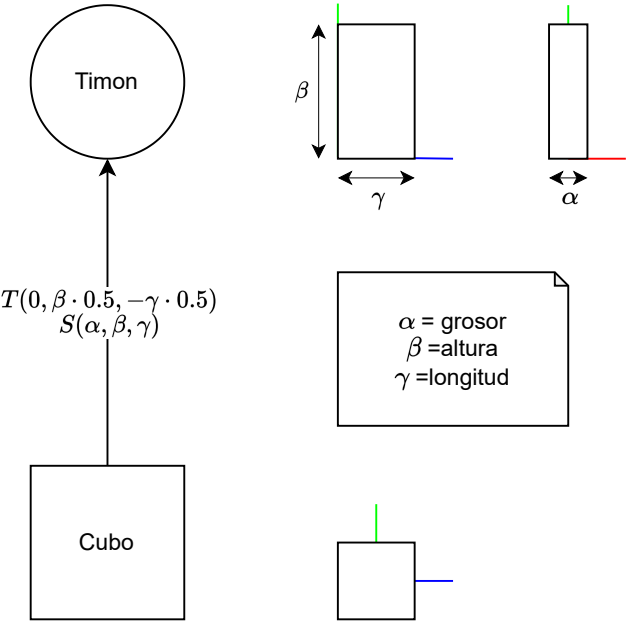 Timon
β
γ
α
T(0, β · 0.5, −γ · 0.5)
S(α, β, γ)
α = grosor
β =altura
γ =longitud
Cubo